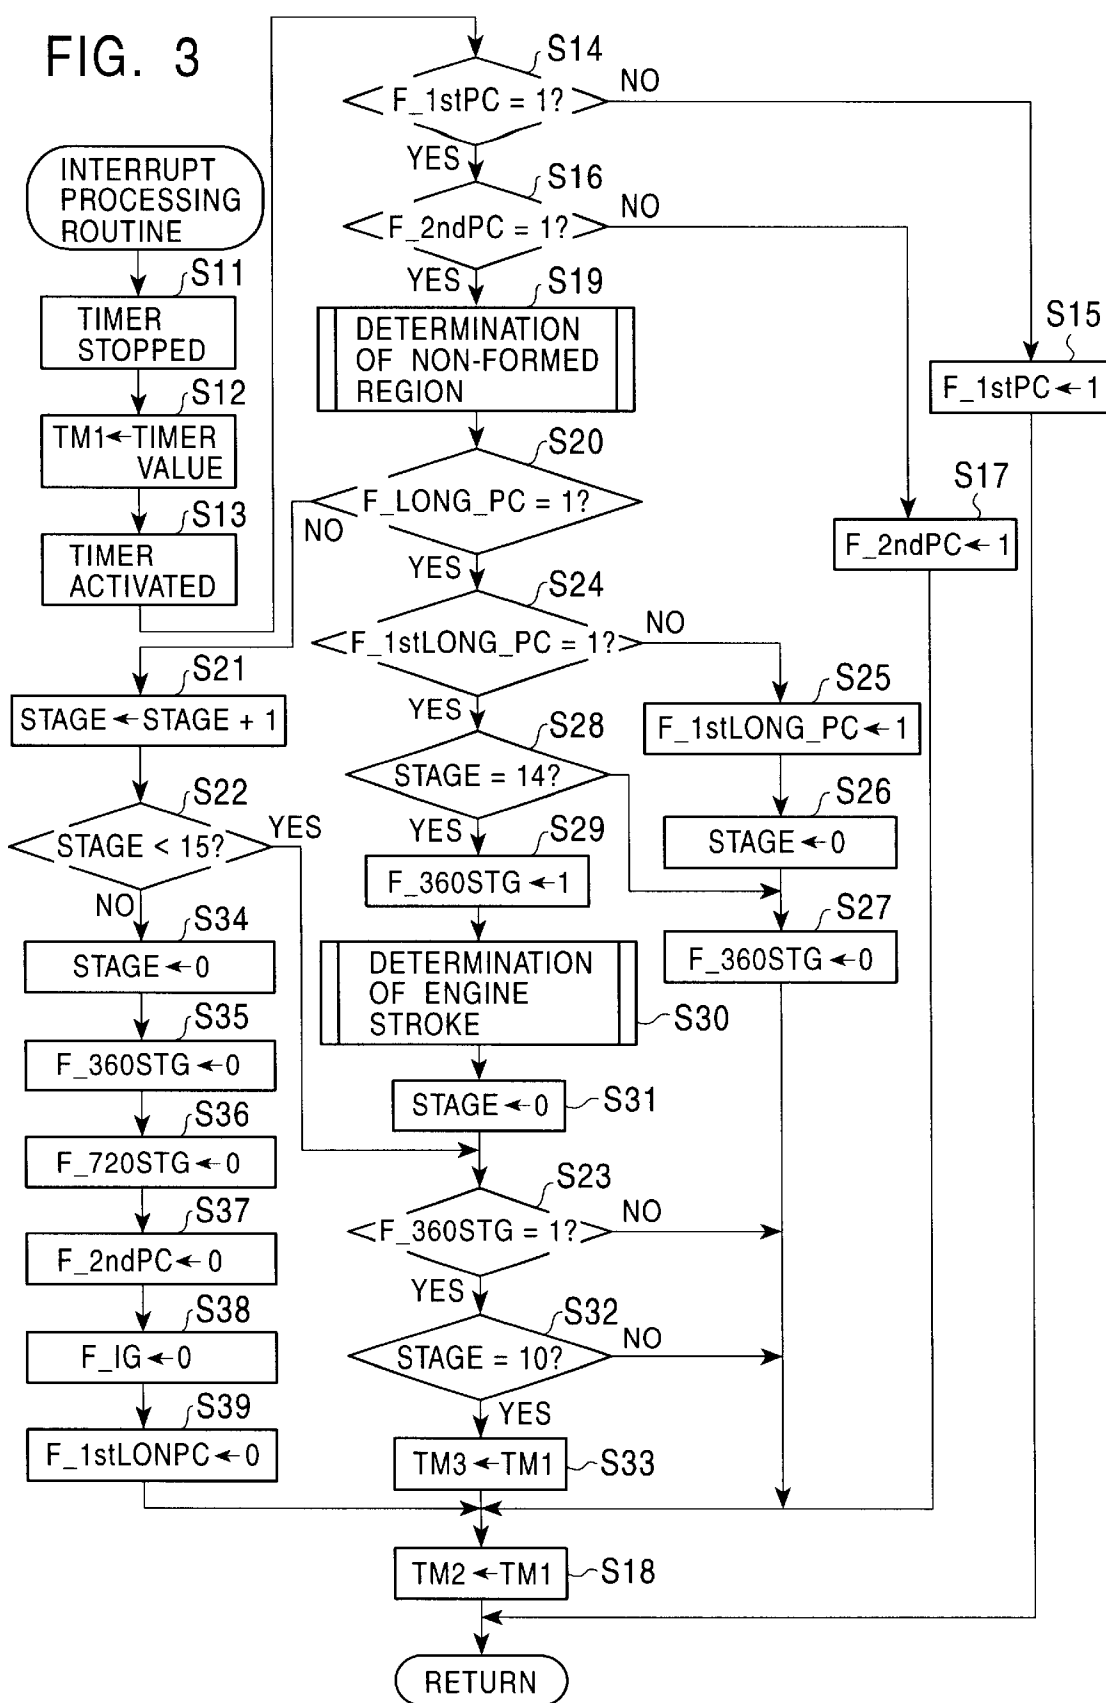 FIG. 3
INTERRUPT
PROCESSING
ROUTINE
S11
TIMER
STOPPED
S12
TM1←TIMER
VALUE
S13
TIMER
ACTIVATED
S14
F_1stPC = 1?
NO
YES
S15
F_1stPC←1
S16
F_2ndPC = 1?
NO
YES
S17
F_2ndPC←1
S19
DETERMINATION
OF NON-FORMED
REGION
S20
F_LONG_PC = 1?
NO
YES
S21
STAGE←STAGE + 1
S22
STAGE < 15?
YES
NO
S24
F_1stLONG_PC = 1?
NO
YES
S25
F_1stLONG_PC←1
S26
STAGE←0
S27
F_360STG←0
S28
STAGE = 14?
YES
S29
F_360STG←1
DETERMINATION
OF ENGINE
STROKE
S30
STAGE←0
S31
S23
F_360STG = 1?
NO
YES
S32
STAGE = 10?
NO
YES
TM3←TM1
S33
S34
STAGE←0
S35
F_360STG←0
S36
F_720STG←0
S37
F_2ndPC←0
S38
F_IG←0
S39
F_1stLONPC←0
TM2←TM1
S18
RETURN